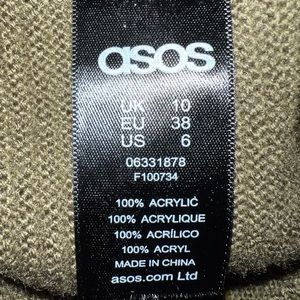 asos
UK 10
EU 38
US 6
06331878
F100734
100% ACRYLIC
100% ACRYLIQUE
100% ACRÍLICO
100% ACRYL
MADE IN CHINA
asos.com Ltd